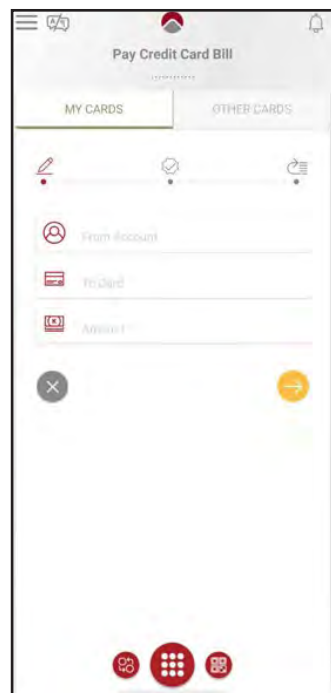 Pay Credit Card Bill
MY CARDS
OTHER CARDS
From Account
To Card
Amount